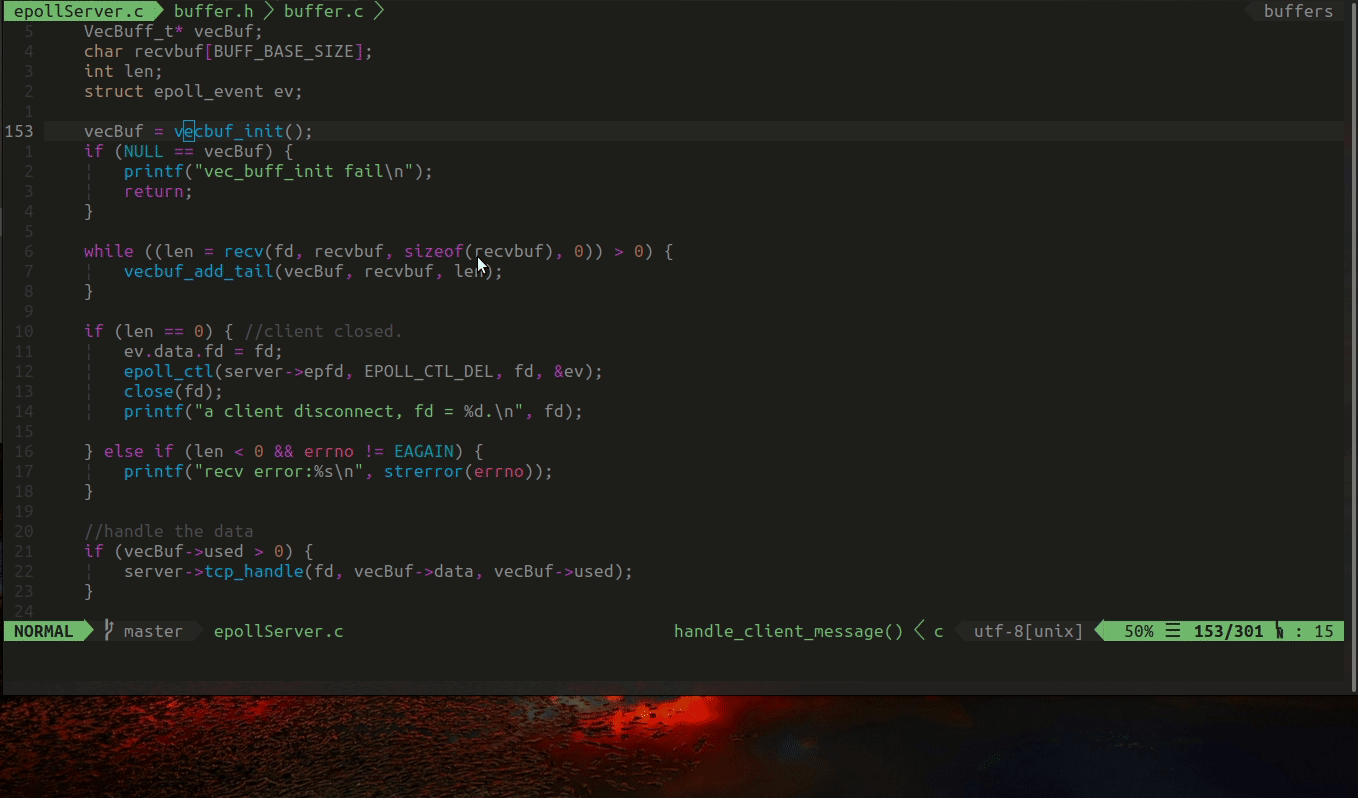 epollServer.c buffer.h buffer.c buffers
5 VecBuff_t* vecBuf;
4 char recvbuf[BUFF_BASE_SIZE];
3 int len;
2 struct epoll_event ev;
1
153 vecBuf = vecbuf_init();
1 if (NULL == vecBuf) {
2 printf("vec_buff_init fail\n");
3 return;
4 }
5
6 while ((len = recv(fd, recvbuf, sizeof(recvbuf), 0)) > 0) {
7 vecbuf_add_tail(vecBuf, recvbuf, len);
8 }
9
10 if (len == 0) { //client closed.
11 ev.data.fd = fd;
12 epoll_ctl(server->epfd, EPOLL_CTL_DEL, fd, &ev);
13 close(fd);
14 printf("a client disconnect, fd = %d.\n", fd);
15
16 } else if (len < 0 && errno != EAGAIN) {
17 printf("recv error:%s\n", strerror(errno));
18 }
19
20 //handle the data
21 if (vecBuf->used > 0) {
22 server->tcp_handle(fd, vecBuf->data, vecBuf->used);
23 }
24
NORMAL master epollServer.c handle_client_message() c utf-8[unix] 50% ☰ 153/301 : 15